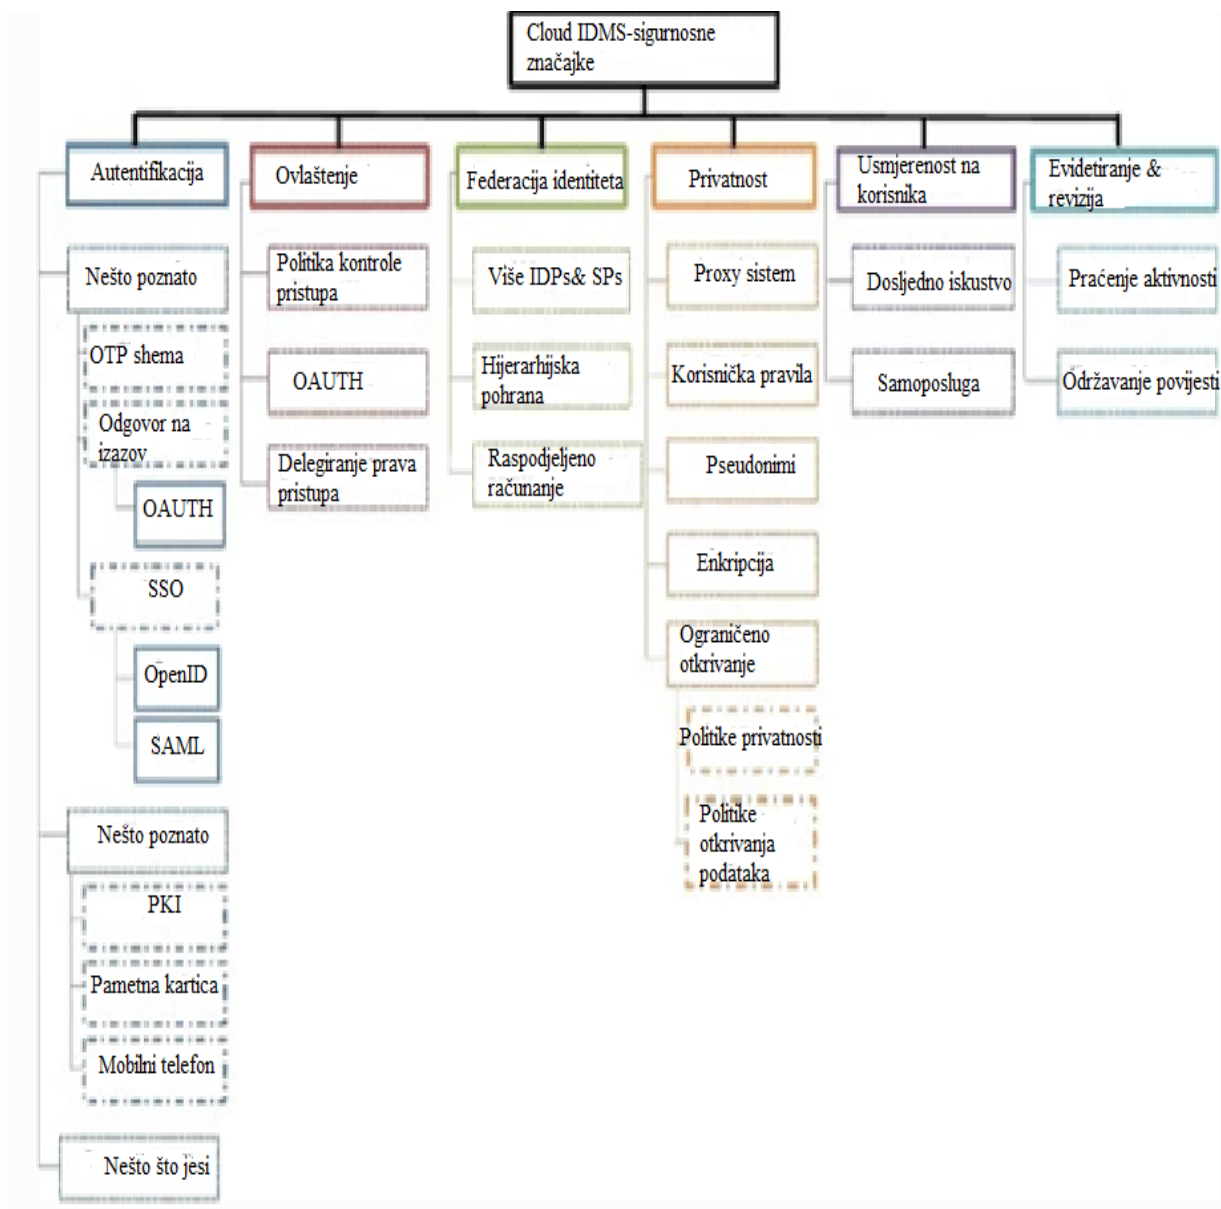 Cloud IDMS-sigurnosne
značajke
Autentifikacija
Nešto poznato
OTP shema
Odgovor na
izazov
OAUTH
SSO
OpenID
SAML
Nešto poznato
PKI
Pametna kartica
Mobilni telefon
Nešto što jesi
Ovlaštenje
Politika kontrole
pristupa
OAUTH
Delegiranje prava
pristupa
Federacija identiteta
Više IDPs& SPs
Hijerarhijska
pohrana
Raspodjeljeno
računanje
Privatnost
Proxy sistem
Korisnička pravila
Pseudonimi
Enkripcija
Ograničeno
otkrivanje
Politike privatnosti
Politike
otkrivanja
podataka
Usmjerenost na
korisnika
Dosljedno iskustvo
Samoposluga
Evidetiranje &
revizija
Praćenje aktivnosti
Održavanje povijesti